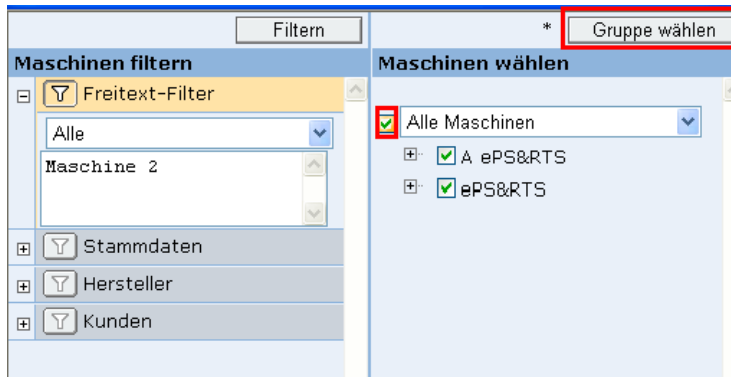 Filtern
* Gruppe wählen
Maschinen filtern
Maschinen wählen
Freitext-Filter
Alle
Alle Maschinen
Maschine 2
A ePS&RTS
ePS&RTS
Stammdaten
Hersteller
Kunden